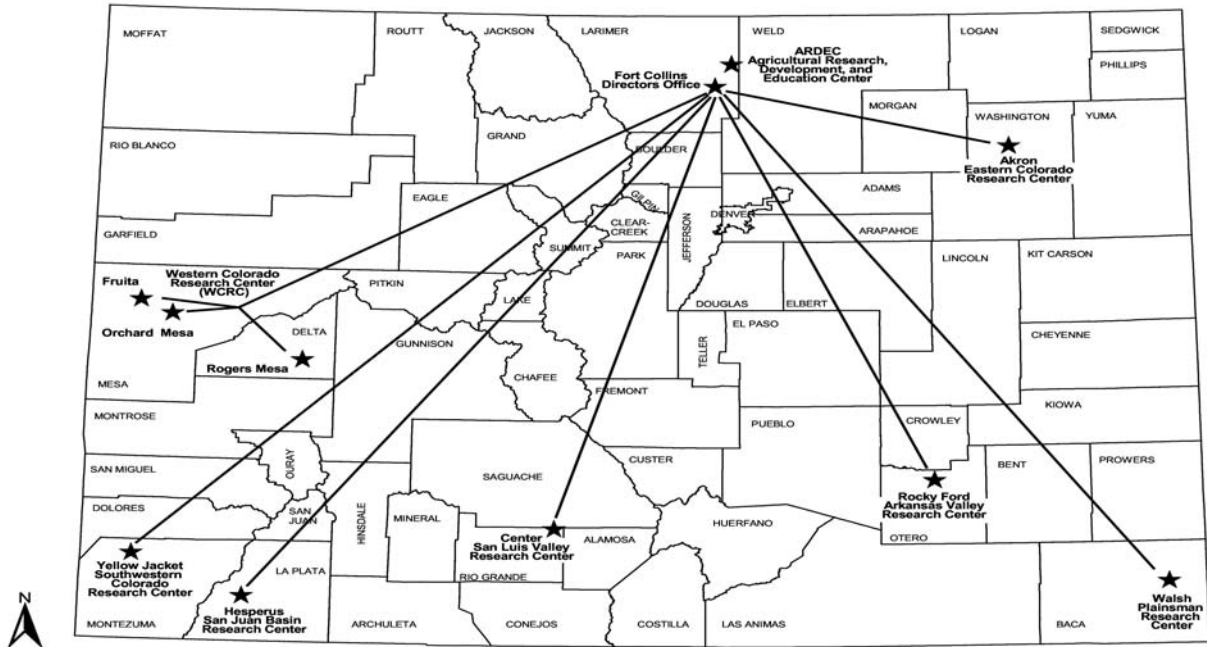 MOFFAT
ROUTT
JACKSON
LARIMER
WELD
LOGAN
SEDGWICK
PHILLIPS
ARDEC
Agricultural Research,
Development, and
Education Center
Fort Collins
Directors Office
MORGAN
WASHINGTON
YUMA
Akron
Eastern Colorado
Research Center
RIO BLANCO
GRAND
BOULDER
EAGLE
GILPIN
CLEAR-
CREEK
JEFFERSON
DENVER
ADAMS
ARAPAHOE
GARFIELD
SUMMIT
PARK
LINCOLN
KIT CARSON
Western Colorado
Research Center
(WCRC)
Fruita
Orchard Mesa
PITKIN
LAKE
DOUGLAS
ELBERT
DELTA
Rogers Mesa
GUNNISON
TELLER
EL PASO
CHEYENNE
MESA
CHAFEE
FREMONT
MONTROSE
KIOWA
PUEBLO
CROWLEY
OURAY
SAN MIGUEL
SAGUACHE
CUSTER
BENT
PROWERS
DOLORES
SAN
JUAN
HINSDALE
MINERAL
Rocky Ford
Arkansas Valley
Research Center
HUERFANO
OTERO
Center
San Luis Valley
Research Center
ALAMOSA
Yellow Jacket
Southwestern
Colorado
Research Center
LA PLATA
RIO GRANDE
Hesperus
San Juan Basin
Research Center
Walsh
Plainsman
Research
Center
N
MONTEZUMA
ARCHULETA
CONEJOS
COSTILLA
LAS ANIMAS
BACA